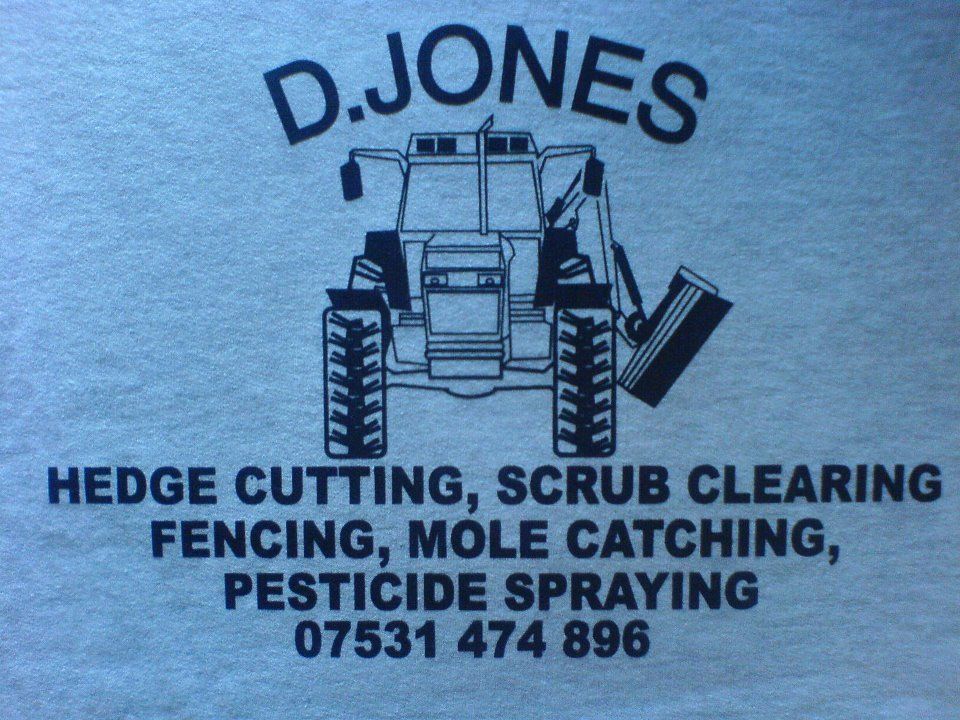 D.JONES
HEDGE CUTTING, SCRUB CLEARING
FENCING, MOLE CATCHING,
PESTICIDE SPRAYING
07531 474 896